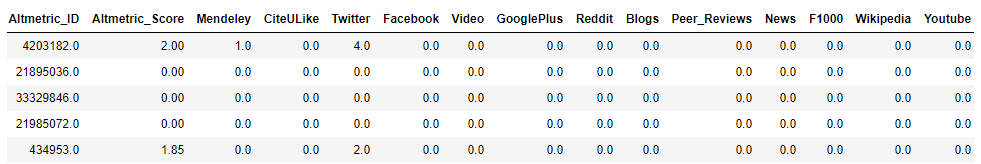 Altmetric_ID Altmetric_Score Mendeley CiteULike Twitter Facebook Video GooglePlus Reddit Blogs Peer_Reviews News F1000 Wikipedia Youtube
4203182.0 2.00 1.0 0.0 4.0 0.0 0.0 0.0 0.0 0.0 0.0 0.0 0.0 0.0 0.0
21895036.0 0.00 0.0 0.0 0.0 0.0 0.0 0.0 0.0 0.0 0.0 0.0 0.0 0.0 0.0
33329846.0 0.00 0.0 0.0 0.0 0.0 0.0 0.0 0.0 0.0 0.0 0.0 0.0 0.0 0.0
21985072.0 0.00 0.0 0.0 0.0 0.0 0.0 0.0 0.0 0.0 0.0 0.0 0.0 0.0 0.0
434953.0 1.85 0.0 0.0 2.0 0.0 0.0 0.0 0.0 0.0 0.0 0.0 0.0 0.0 0.0